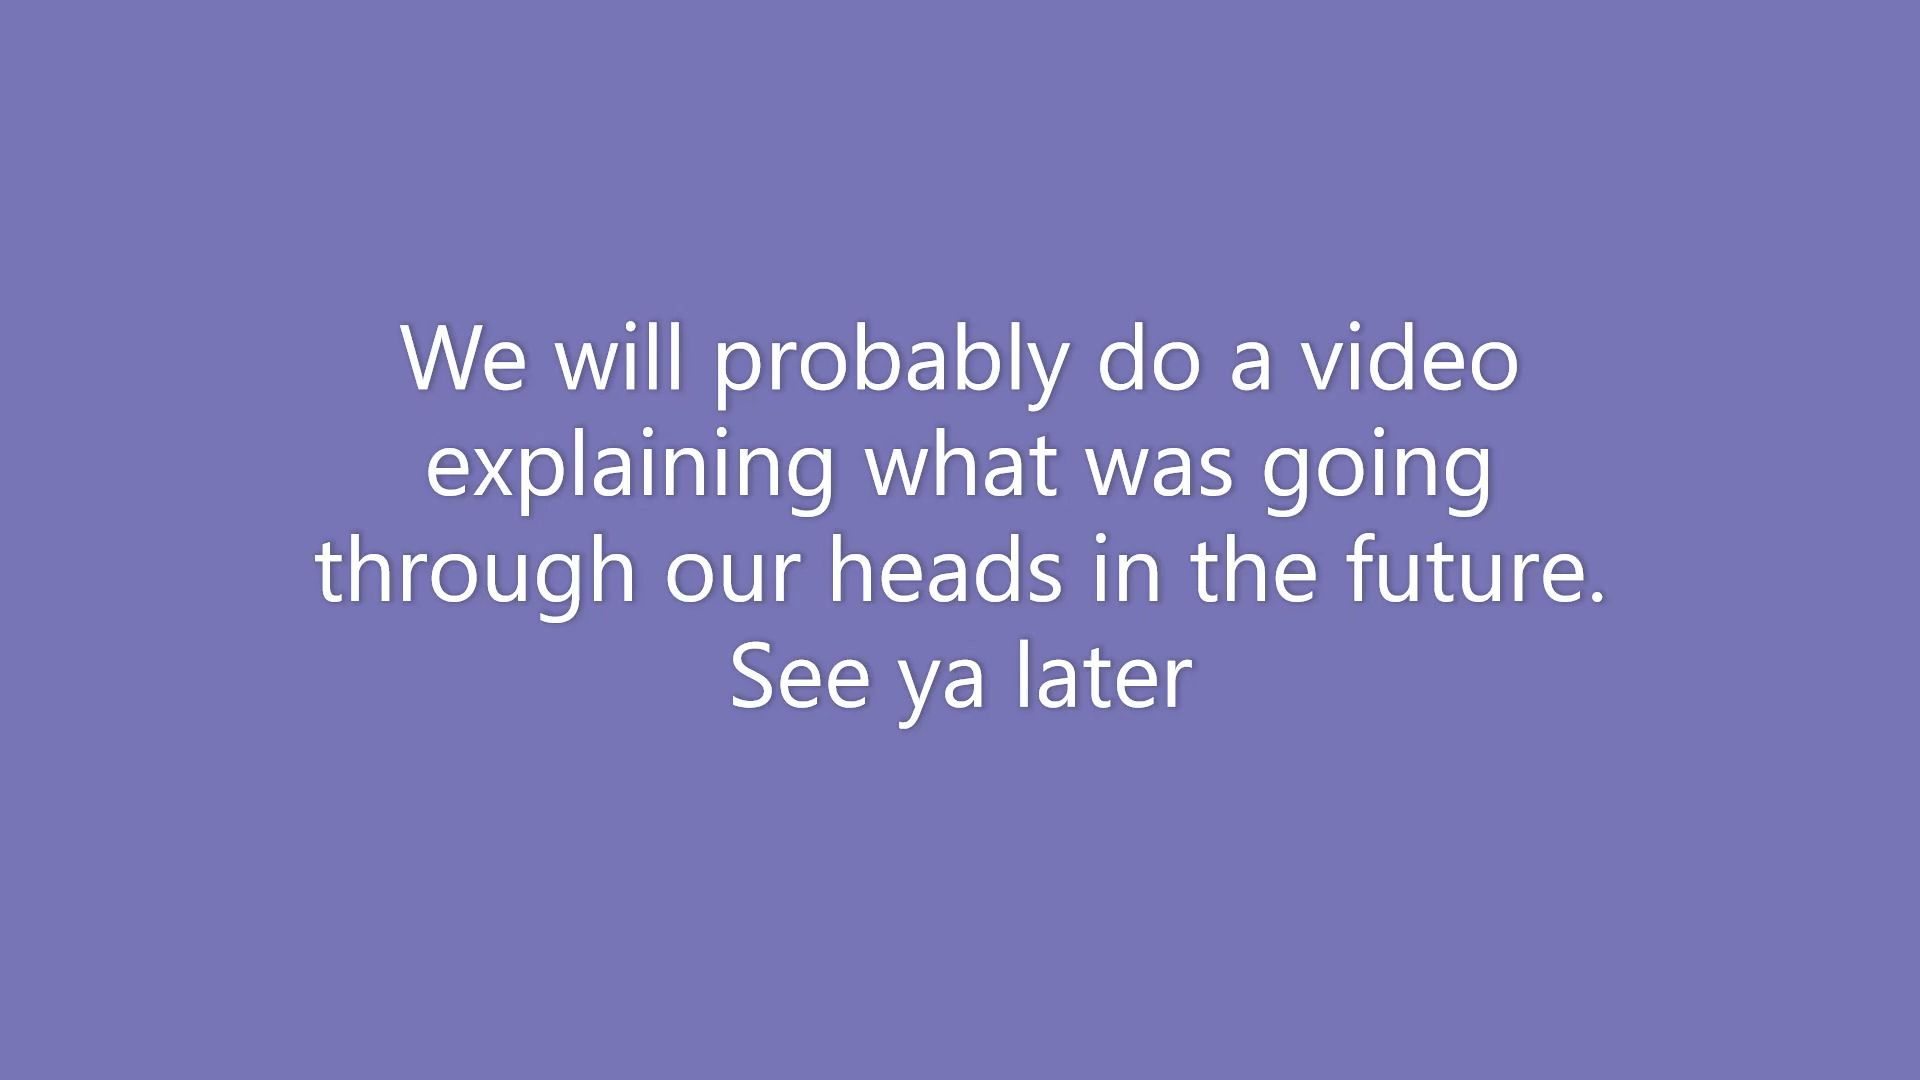 We will probably do a video
explaining what was going
through our heads in the future.
See ya later